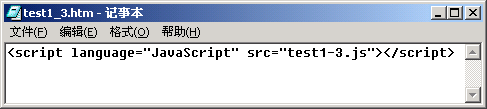 test1_3.htm - 记事本
文件(F) 编辑(E) 格式(O) 帮助(H)
<script language="JavaScript" src="test1-3.js"></script>